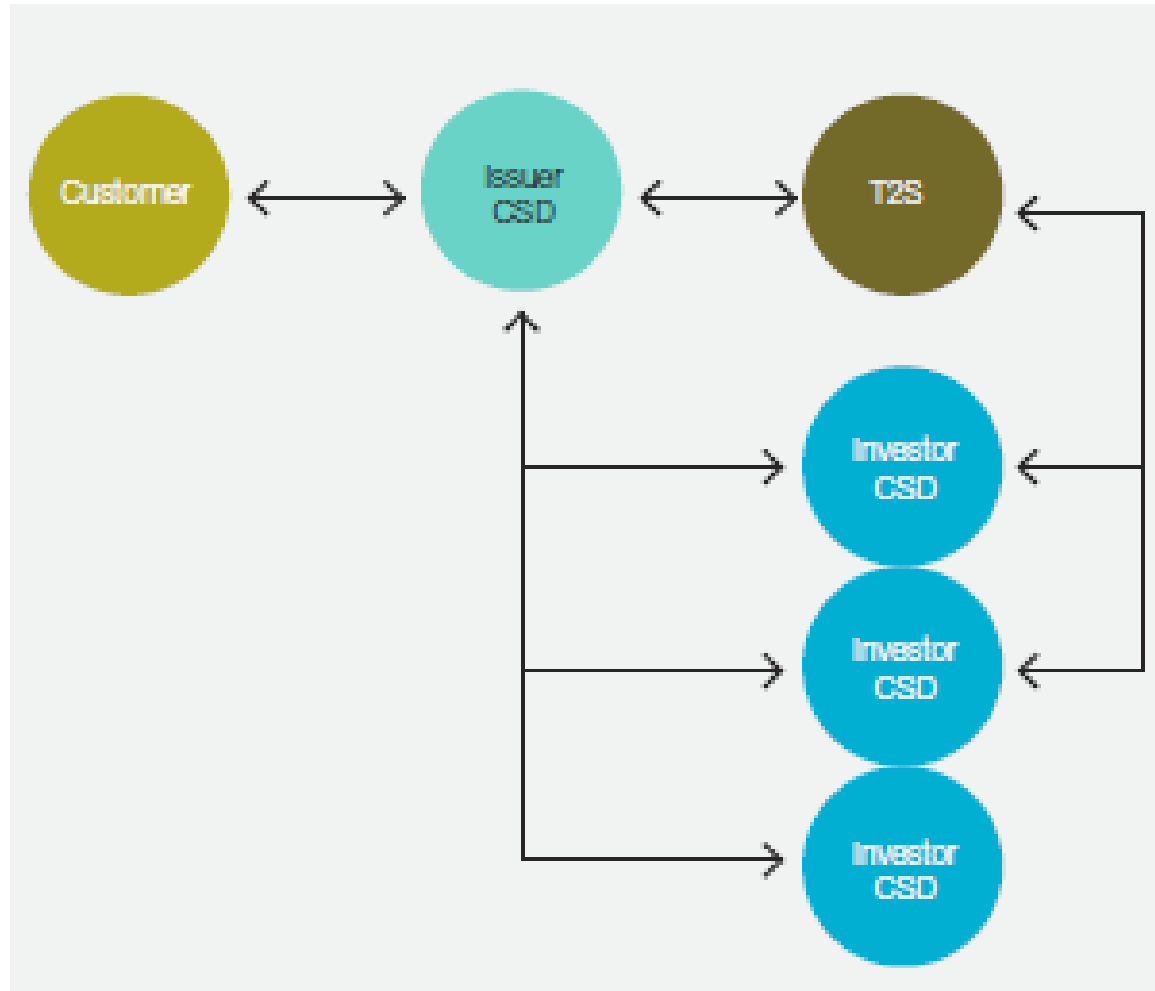 Customer
Issuer
CSD
T2S
Investor
CSD
Investor
CSD
Investor
CSD